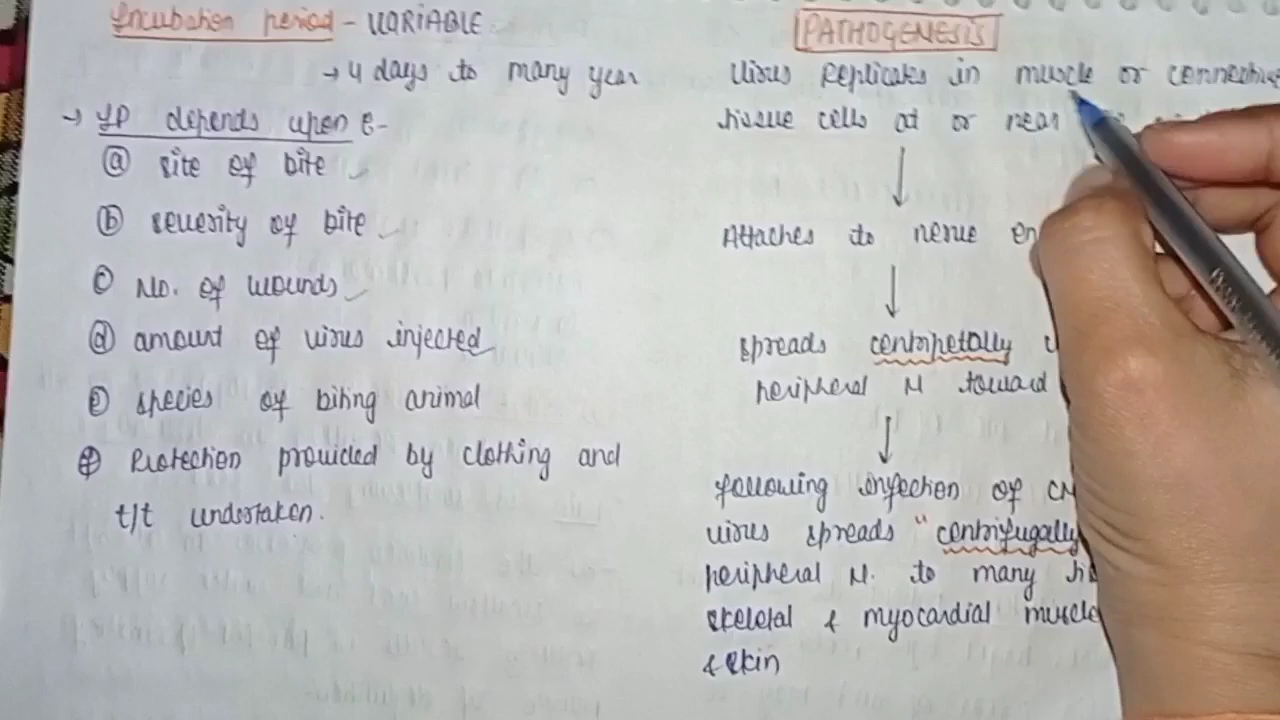 Incubation period - VARIABLE
→ 4 days to many year
→ IP depends upon :-
ⓐ site of bite
ⓑ severity of bite
ⓒ No. of wounds
ⓓ amount of virus injected
ⓔ species of biting animal
ⓕ Protection provided by clothing and
t/t undertaken.
PATHOGENESIS
Virus Replicates in muscle or connective
tissue cells at or near
↓
Attaches to nerve
↓
spreads centripetally
peripheral N toward
↓
following infection of
virus spreads "centrifugally
peripheral N. to many
skeletal & myocardial muscle
& skin